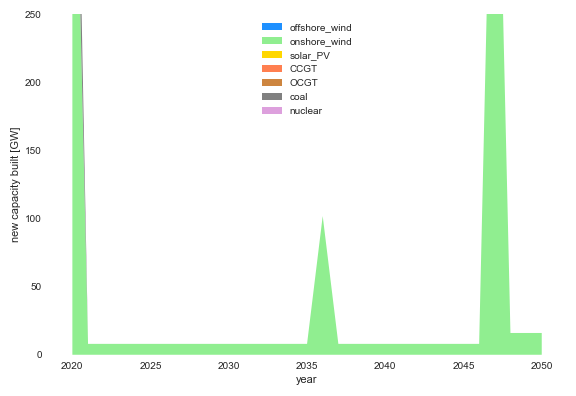 250
200
150
100
50
0
new capacity built [GW]
offshore_wind
onshore_wind
solar_PV
CCGT
OCGT
coal
nuclear
2020 2025 2030 2035 2040 2045 2050
year